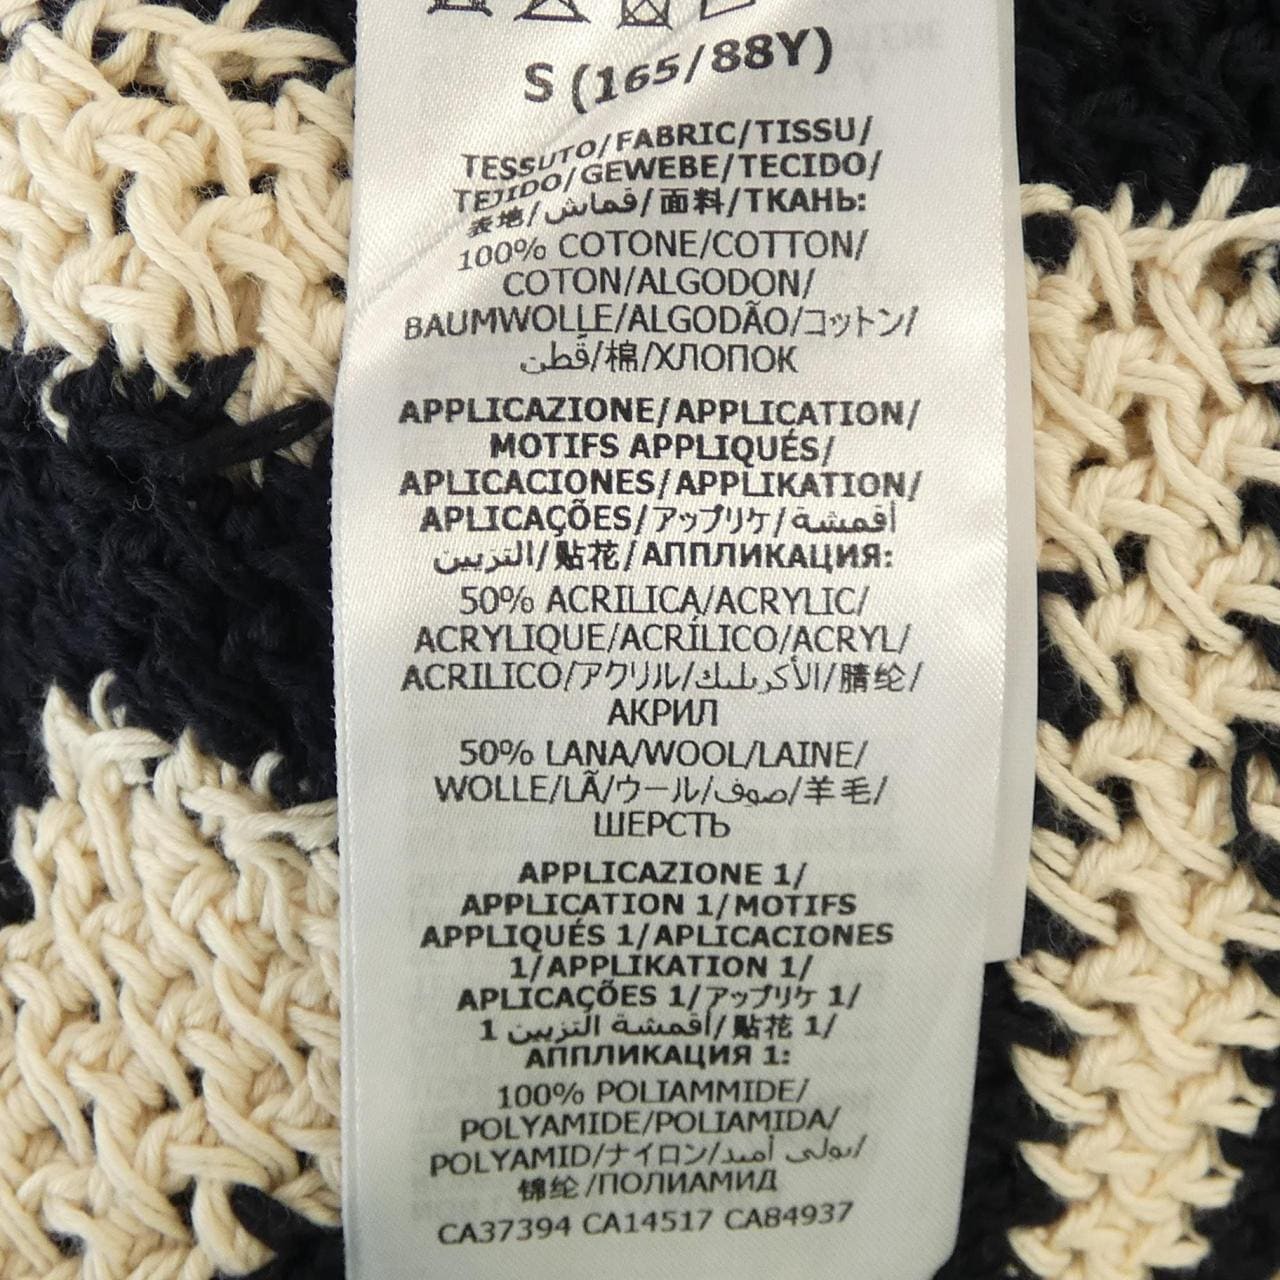 S (165/88Y)
TESSUTO/FABRIC/TISSU/
TEJIDO/GEWEBE/TECIDO/
表地/قماش/面料/ТКАНЬ:
100% COTONE/COTTON/
COTON/ALGODON/
BAUMWOLLE/ALGODÃO/コットン/
قطن/棉/ХЛОПОК
APPLICAZIONE/APPLICATION/
MOTIFS APPLIQUÉS/
APLICACIONES/APPLIKATION/
APLICAÇÕES/アップリケ/أقمشة
التزيين/贴花/АППЛИКАЦИЯ:
50% ACRILICA/ACRYLIC/
ACRYLIQUE/ACRÍLICO/ACRYL/
ACRILICO/アクリル/الأكريليك/腈纶/
АКРИЛ
50% LANA/WOOL/LAINE/
WOLLE/LÃ/ウール/صوف/羊毛/
ШЕРСТЬ
APPLICAZIONE 1/
APPLICATION 1/MOTIFS
APPLIQUÉS 1/APLICACIONES
1/APPLIKATION 1/
APLICAÇÕES 1/アップリケ 1/
أقمشة التزيين 1/贴花 1/
АППЛИКАЦИЯ 1:
100% POLIAMMIDE/
POLYAMIDE/POLIAMIDA/
POLYAMID/ナイロン/بولي أميد/
锦纶/ПОЛИАМИД
CA37394 CA14517 CA84937